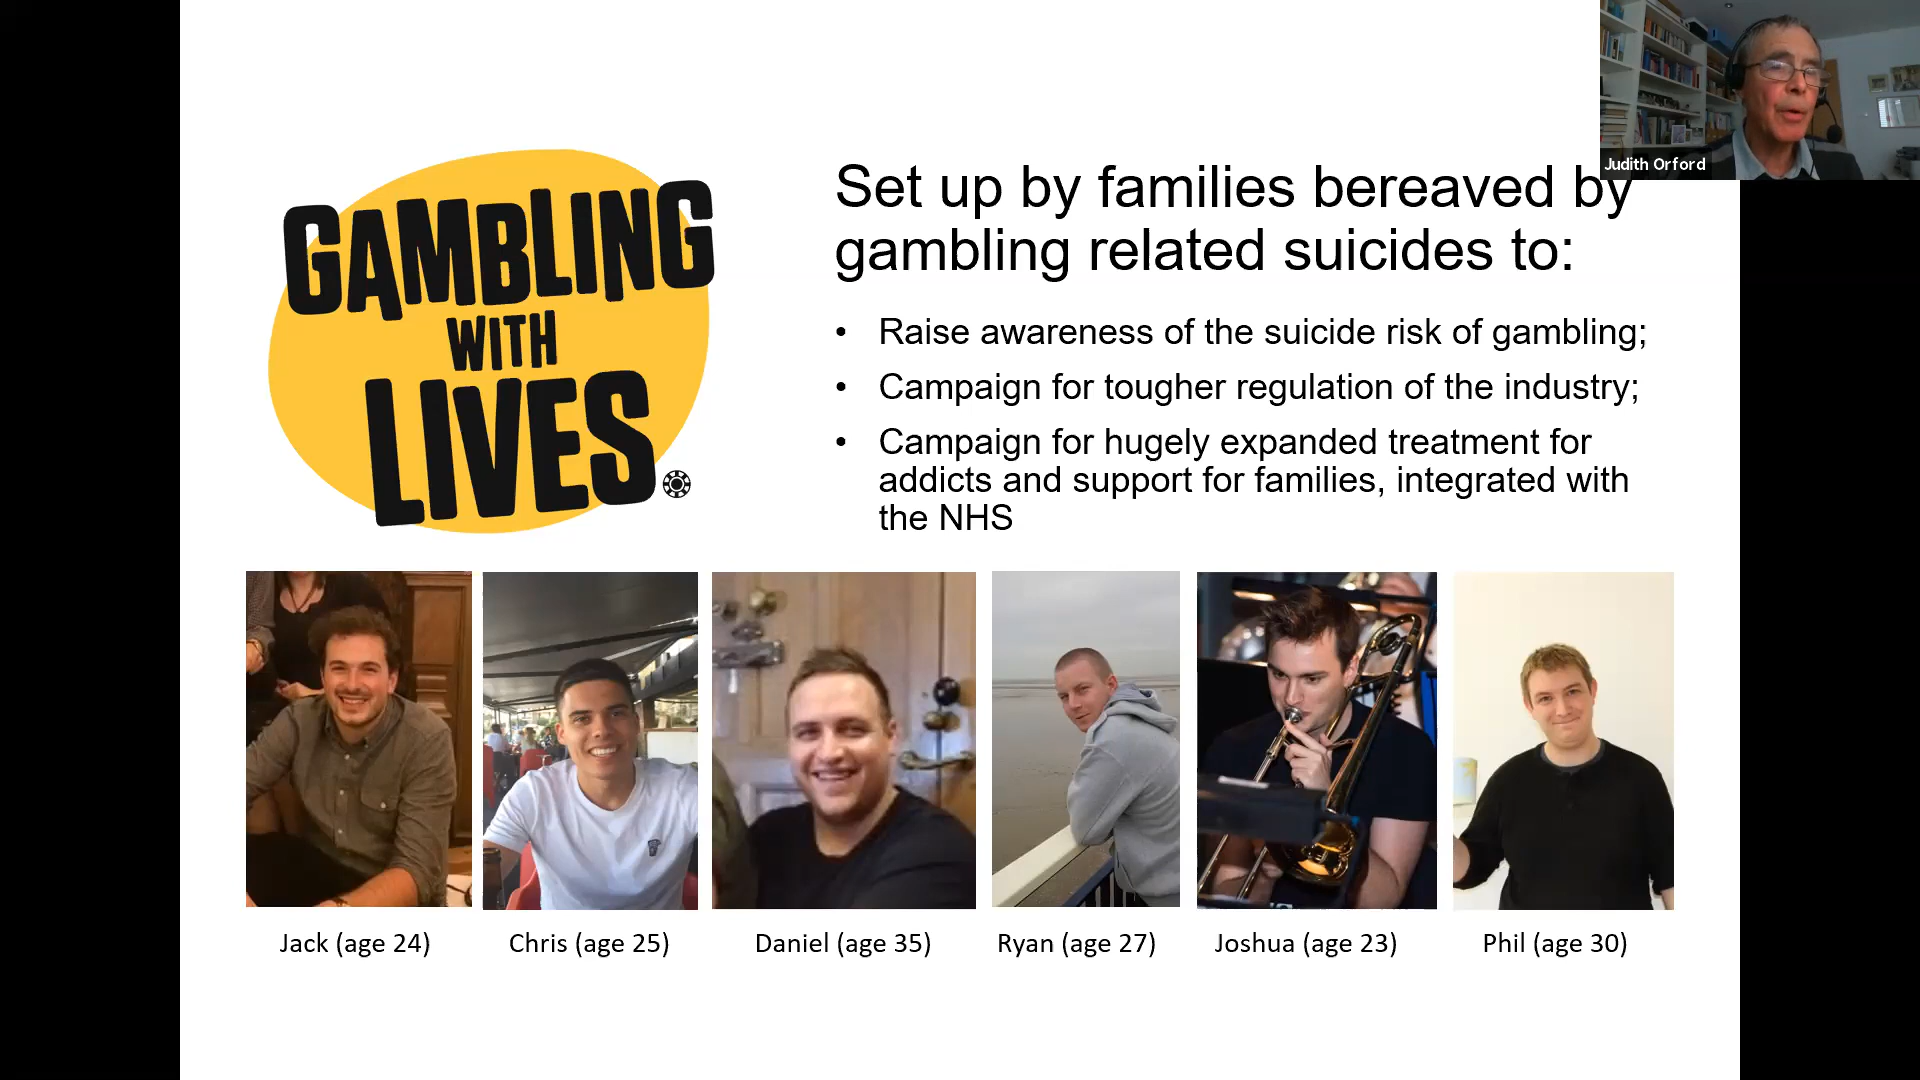 Judith Orford
GAMBLING
WITH
LIVES
Set up by families bereaved by
gambling related suicides to:
• Raise awareness of the suicide risk of gambling;
• Campaign for tougher regulation of the industry;
• Campaign for hugely expanded treatment for
addicts and support for families, integrated with
the NHS
Jack (age 24)
Chris (age 25)
Daniel (age 35)
Ryan (age 27)
Joshua (age 23)
Phil (age 30)